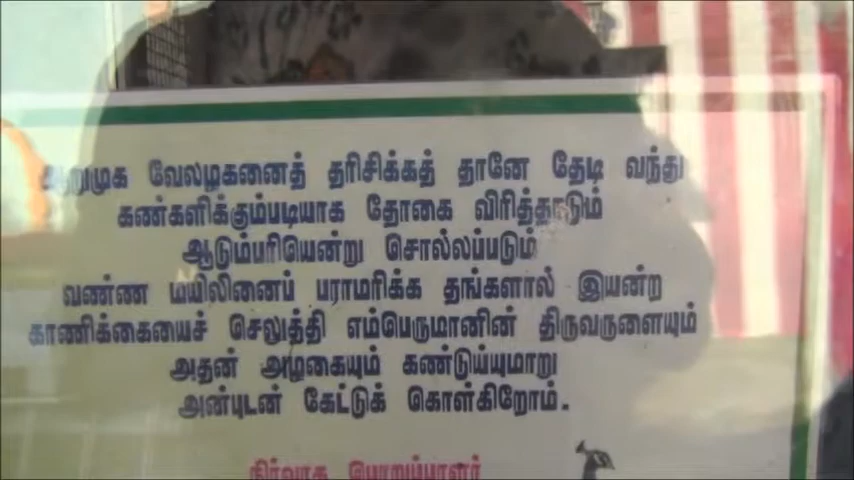 ஆறுமுக வேலழகனைத் தரிசிக்கத் தானே தேடி வந்து
கண்களிக்கும்படியாக தோகை விரித்தாடும்
ஆடும்பரியென்று சொல்லப்படும்
வண்ண மயிலினைப் பராமரிக்க தங்களால் இயன்ற
காணிக்கையைச் செலுத்தி எம்பெருமானின் திருவருளையும்
அதன் அழகையும் கண்டுய்யுமாறு
அன்புடன் கேட்டுக் கொள்கிறோம்.
நிர்வாக பொறுப்பாளர்